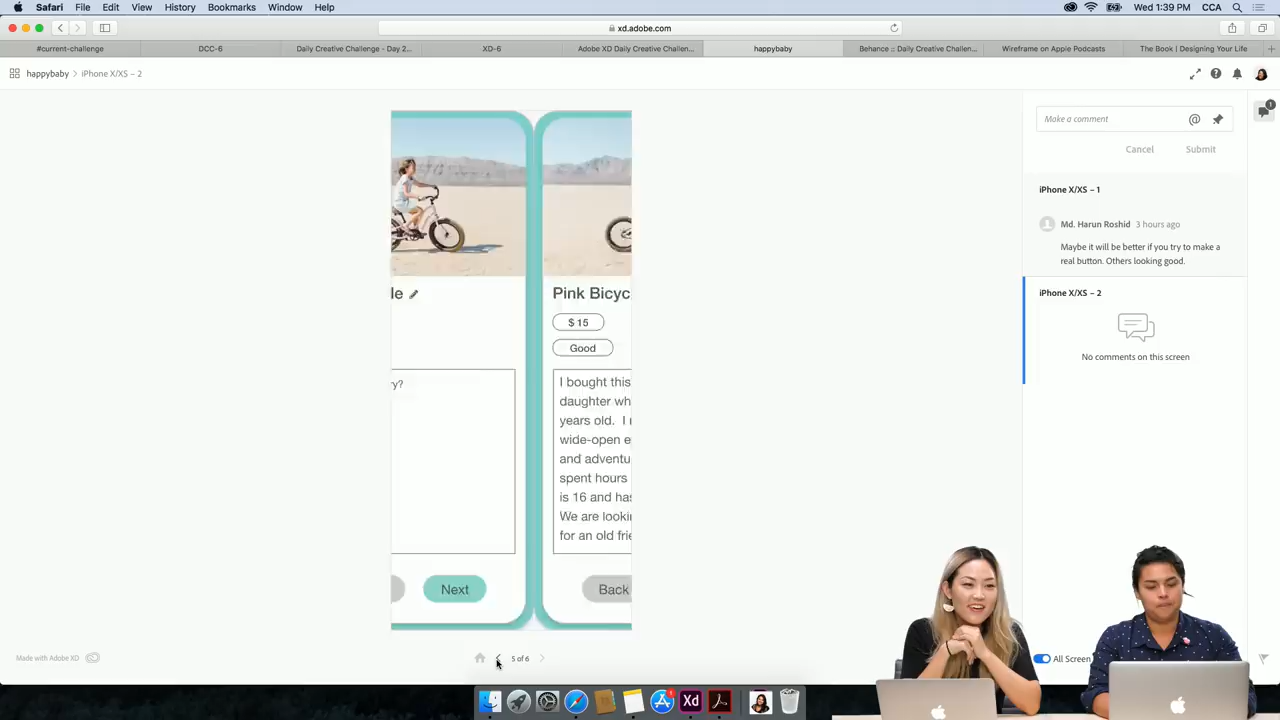 Safari File Edit View History Bookmarks Window Help Wed 1:39 PM CCA
xd.adobe.com
#current-challenge DCC-6 Daily Creative Challenge - Day 2... XD-6 Adobe XD Daily Creative Challen... happybaby Behance :: Daily Creative Challen... Wireframe on Apple Podcasts The Book | Designing Your Life
happybaby > iPhone X/XS – 2
Make a comment @
Cancel Submit
iPhone X/XS – 1
Md. Harun Roshid 3 hours ago
Maybe it will be better if you try to make a
real button. Others looking good.
iPhone X/XS – 2
No comments on this screen
le
ry?
Next
Pink Bicyc
$ 15
Good
I bought this
daughter wh
years old. I r
wide-open e
and adventu
spent hours
is 16 and has
We are lookin
for an old frie
Back
Made with Adobe XD
5 of 6
All Screen
Xd